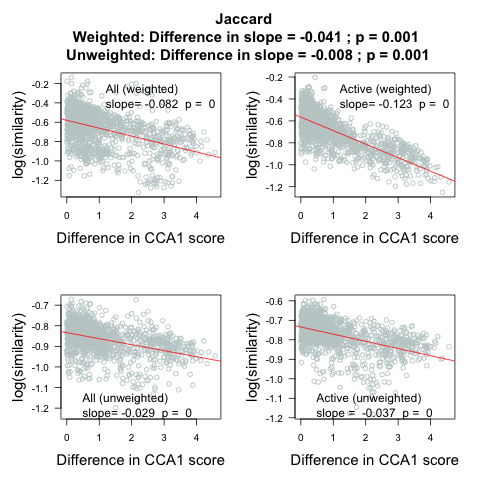 Jaccard
Weighted: Difference in slope = -0.041 ; p = 0.001
Unweighted: Difference in slope = -0.008 ; p = 0.001
All (weighted)
slope= -0.082 p = 0
log(similarity)
-0.2
-0.4
-0.6
-0.8
-1.0
-1.2
0 1 2 3 4
Difference in CCA1 score
Active (weighted)
slope= -0.123 p = 0
log(similarity)
-0.2
-0.4
-0.6
-0.8
-1.0
-1.2
0 1 2 3 4
Difference in CCA1 score
log(similarity)
-0.7
-0.8
-0.9
-1.0
-1.1
-1.2
All (unweighted)
slope= -0.029 p = 0
0 1 2 3 4
Difference in CCA1 score
log(similarity)
-0.6
-0.7
-0.8
-0.9
-1.0
-1.1
-1.2
Active (unweighted)
slope = -0.037 p = 0
0 1 2 3 4
Difference in CCA1 score